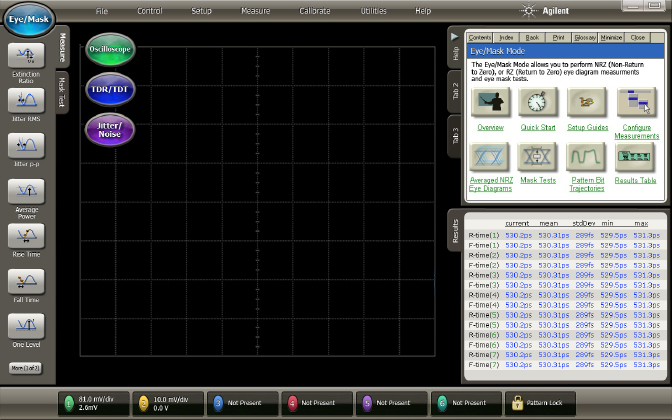 Eye/Mask
File Control Setup Measure Calibrate Utilities Help
Agilent
Measure
Mask Test
Extinction
Ratio
Jitter RMS
Jitter p-p
Average
Power
Rise Time
Fall Time
One Level
More (1 of 2)
Oscilloscope
TDR/TDT
Jitter/
Noise
Help
Tab 2
Tab 3
Contents Index Back Print Glossary Minimize Close
Eye/Mask Mode
The Eye/Mask Mode allows you to perform NRZ (Non-Return
to Zero), or RZ (Return to Zero) eye diagram measurments
and eye mask tests.
Overview Quick Start Setup Guides Configure
Measurements
Averaged NRZ
Eye Diagrams Mask Tests Pattern Ebit
Trajectories Results Table
Results
current mean stdDev min max
R-time(1) 530.2ps 530.31ps 289fs 529.5ps 531.3ps
F-time(1) 530.2ps 530.31ps 289fs 529.5ps 531.3ps
R-time(2) 530.2ps 530.31ps 289fs 529.5ps 531.3ps
F-time(2) 530.2ps 530.31ps 289fs 529.5ps 531.3ps
R-time(3) 530.2ps 530.31ps 289fs 529.5ps 531.3ps
F-time(3) 530.2ps 530.31ps 289fs 529.5ps 531.3ps
R-time(4) 530.2ps 530.31ps 289fs 529.5ps 531.3ps
F-time(4) 530.2ps 530.31ps 289fs 529.5ps 531.3ps
R-time(5) 530.2ps 530.31ps 289fs 529.5ps 531.3ps
F-time(5) 530.2ps 530.31ps 289fs 529.5ps 531.3ps
R-time(6) 530.2ps 530.31ps 289fs 529.5ps 531.3ps
F-time(6) 530.2ps 530.31ps 289fs 529.5ps 531.3ps
R-time(7) 530.2ps 530.31ps 289fs 529.5ps 531.3ps
F-time(7) 530.2ps 530.31ps 289fs 529.5ps 531.3ps
1 81.0 mV/div
2.6mV
2 10.0 mV/div
0.0 V
3 Not Present
4 Not Present
5 Not Present
6 Not Present
Pattern Lock